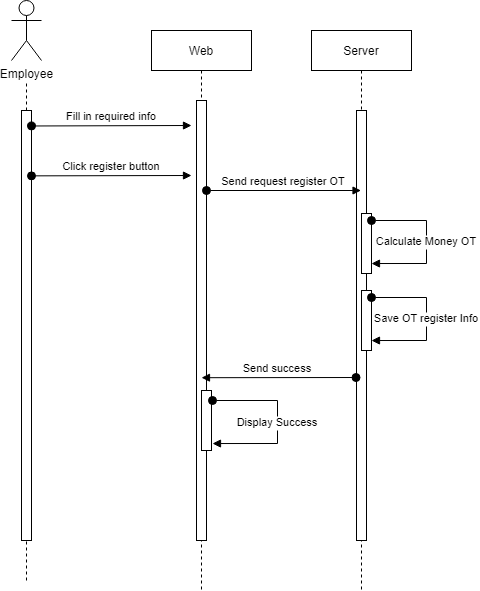 Web
Server
Employee
Fill in required info
Click register button
Send request register OT
Calculate Money OT
Save OT register Info
Send success
Display Success